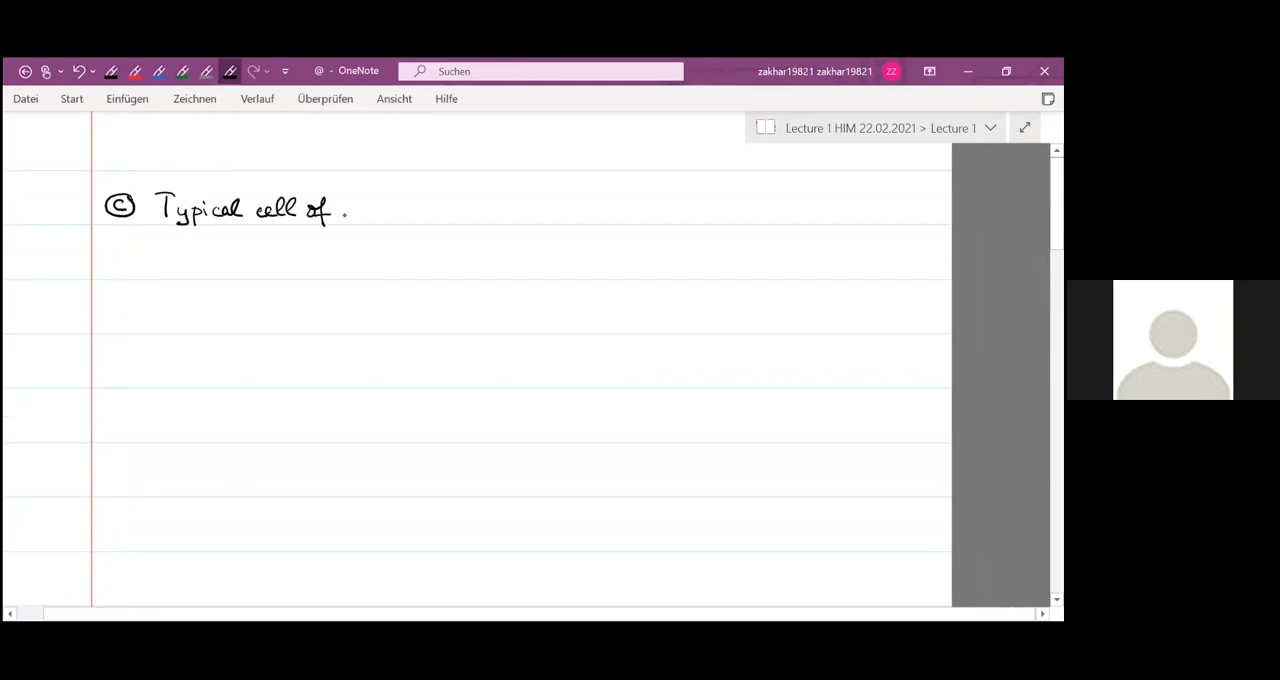 @ - OneNote
Suchen
zakhar19821 zakhar19821
ZZ
Datei Start Einfügen Zeichnen Verlauf Überprüfen Ansicht Hilfe
Lecture 1 HIM 22.02.2021 > Lecture 1
Ⓒ Typical cell of